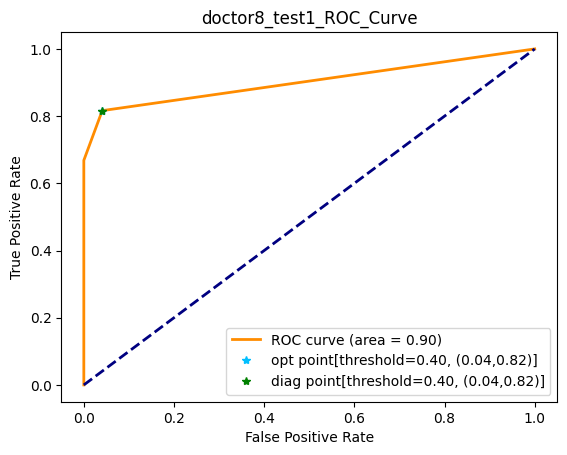 doctor8_test1_ROC_Curve
1.0
0.8
0.6
0.4
0.2
0.0
True Positive Rate
ROC curve (area = 0.90)
opt point[threshold=0.40, (0.04,0.82)]
diag point[threshold=0.40, (0.04,0.82)]
0.0 0.2 0.4 0.6 0.8 1.0
False Positive Rate